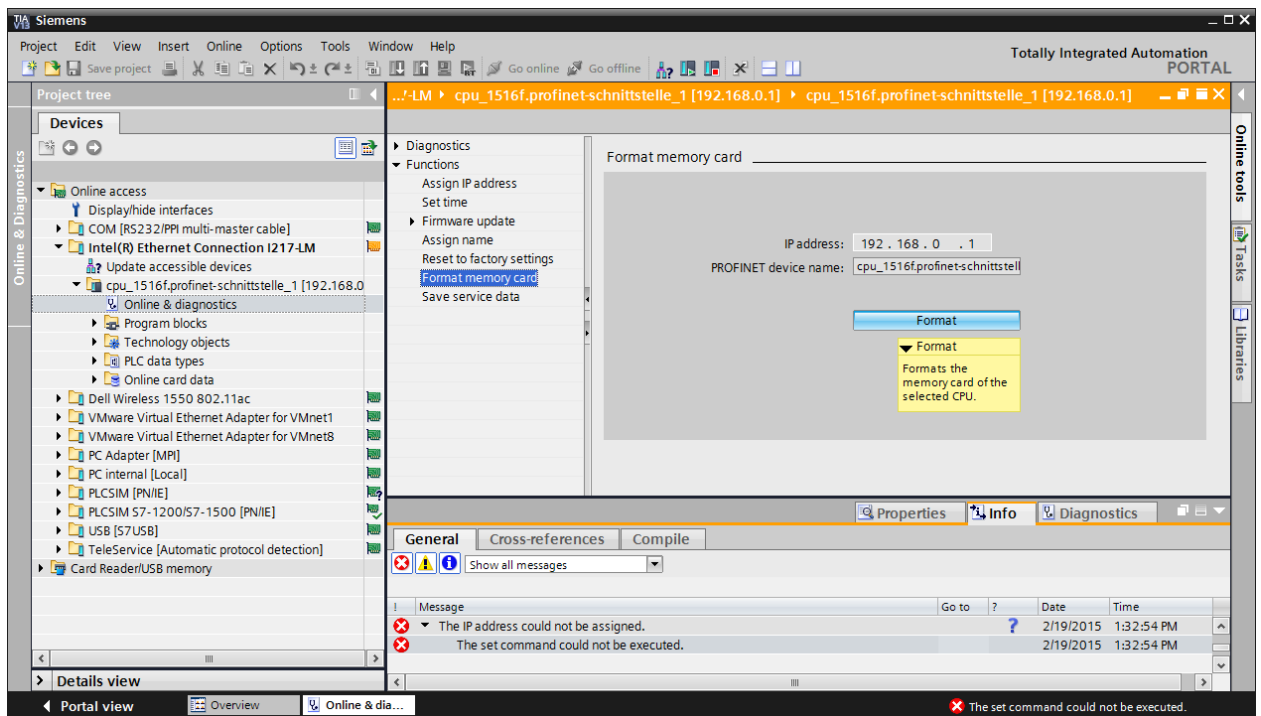 TIA
V13
Siemens
Project Edit View Insert Online Options Tools Window Help
Save project
Go online
Go offline
Totally Integrated Automation
PORTAL
Project tree
Devices
Online & Diagnostics
Online access
Display/hide interfaces
COM [RS232/PPI multi-master cable]
Intel(R) Ethernet Connection I217-LM
Update accessible devices
cpu_1516f.profinet-schnittstelle_1 [192.168.0
Online & diagnostics
Program blocks
Technology objects
PLC data types
Online card data
Dell Wireless 1550 802.11ac
VMware Virtual Ethernet Adapter for VMnet1
VMware Virtual Ethernet Adapter for VMnet8
PC Adapter [MPI]
PC internal [Local]
PLCSIM [PN/IE]
PLCSIM S7-1200/S7-1500 [PN/IE]
USB [S7USB]
TeleService [Automatic protocol detection]
Card Reader/USB memory
Details view
...-LM cpu_1516f.profinet-schnittstelle_1 [192.168.0.1] cpu_1516f.profinet-schnittstelle_1 [192.168.0.1]
Diagnostics
Functions
Assign IP address
Set time
Firmware update
Assign name
Reset to factory settings
Format memory card
Save service data
Format memory card
IP address: 192 . 168 . 0 . 1
PROFINET device name: cpu_1516f.profinet-schnittstell
Format
Format
Formats the
memory card of the
selected CPU.
Online tools
Tasks
Libraries
Properties
Info
Diagnostics
General
Cross-references
Compile
Show all messages
! Message Go to ? Date Time
The IP address could not be assigned. ? 2/19/2015 1:32:54 PM
The set command could not be executed. 2/19/2015 1:32:54 PM
Portal view
Overview
Online & dia...
The set command could not be executed.